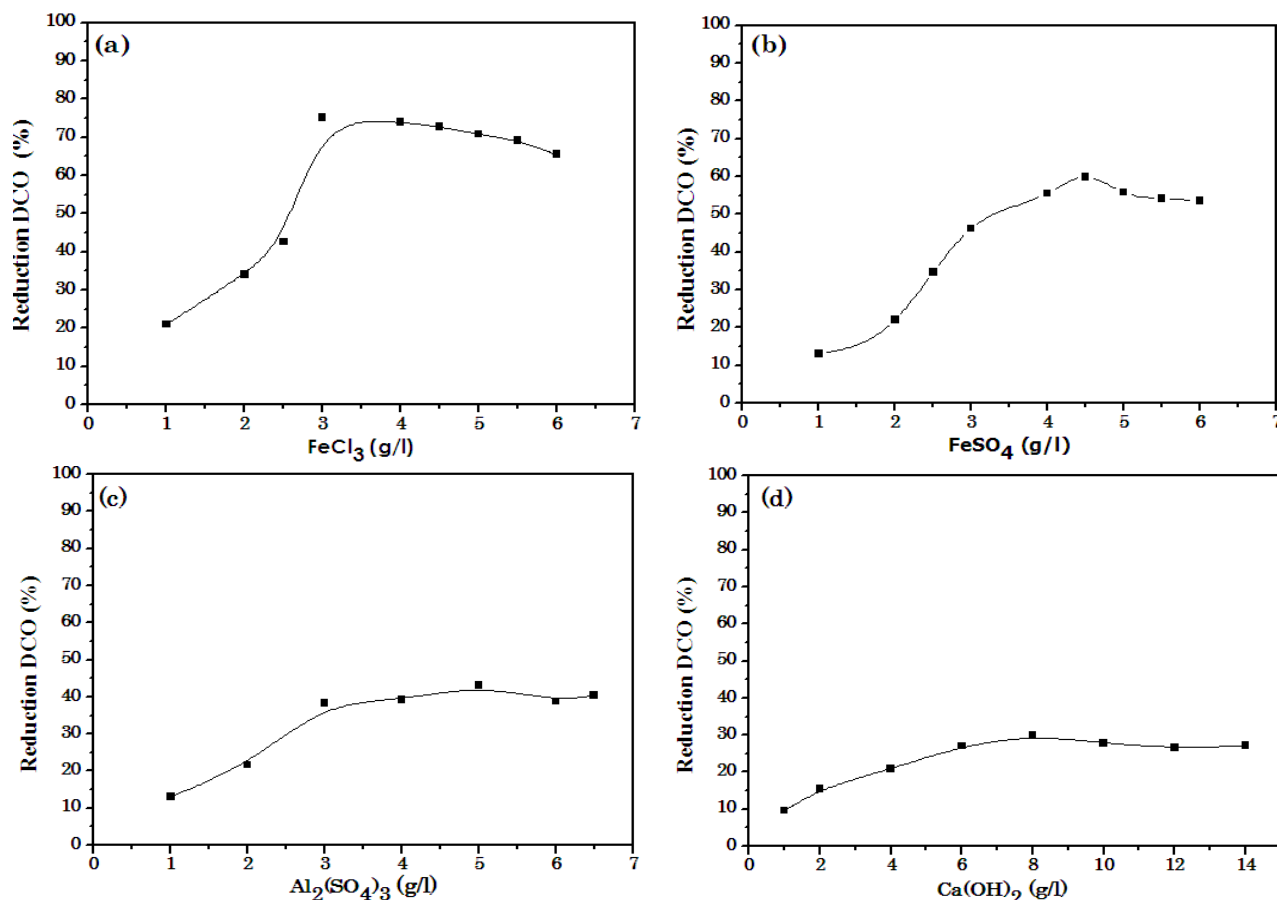 (a)
Reduction DCO (%)
100
90
80
70
60
50
40
30
20
10
0
0 1 2 3 4 5 6 7
FeCl3 (g/l)
(b)
Reduction DCO (%)
100
90
80
70
60
50
40
30
20
10
0
0 1 2 3 4 5 6 7
FeSO4 (g/l)
(c)
Reduction DCO (%)
100
90
80
70
60
50
40
30
20
10
0
0 1 2 3 4 5 6 7
Al2(SO4)3 (g/l)
(d)
Reduction DCO (%)
100
90
80
70
60
50
40
30
20
10
0
0 2 4 6 8 10 12 14
Ca(OH)2 (g/l)